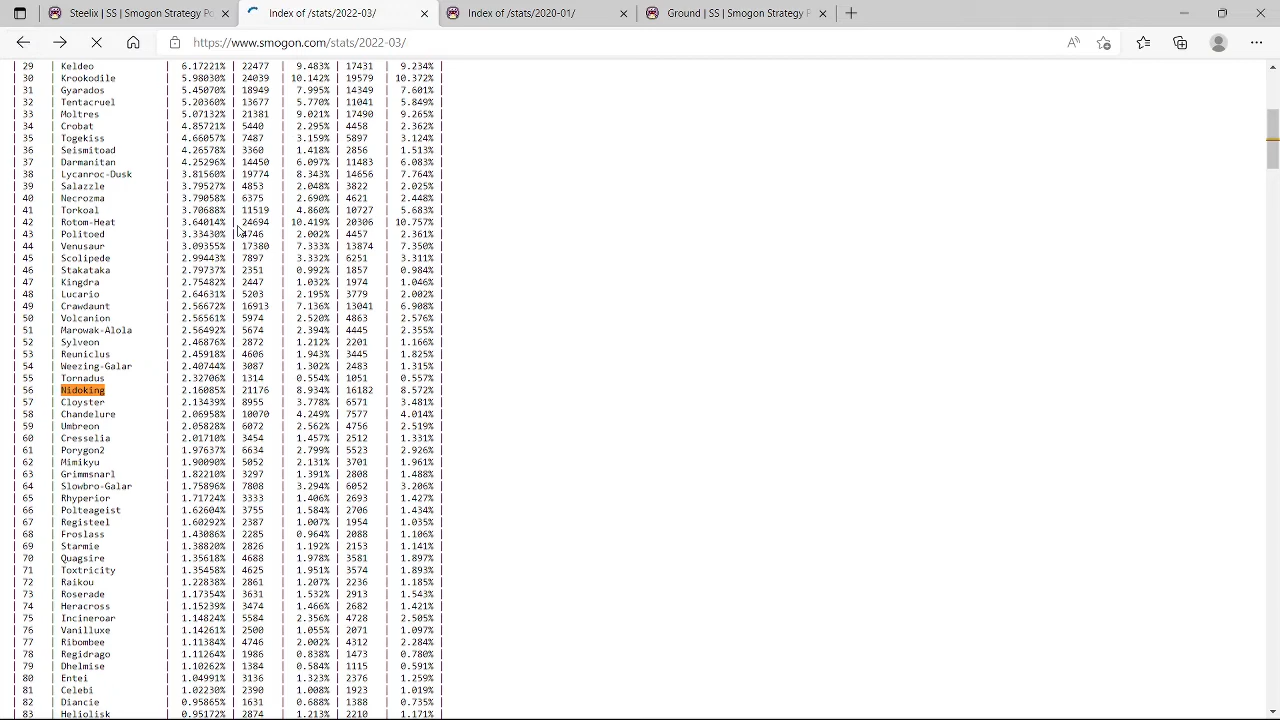 Steelix | SS | Smogon Strategy Po
Index of /stats/2022-03/
Index of /stats/2020-01/
Ground | SS | Smogon Strategy P
https://www.smogon.com/stats/2022-03/
| 29 | Keldeo | 6.17221% | 22477 | 9.483% | 17431 | 9.234% |
| 30 | Krookodile | 5.98030% | 24039 | 10.142% | 19579 | 10.372% |
| 31 | Gyarados | 5.45070% | 18949 | 7.995% | 14349 | 7.601% |
| 32 | Tentacruel | 5.20360% | 13677 | 5.770% | 11041 | 5.849% |
| 33 | Moltres | 5.07132% | 21381 | 9.021% | 17490 | 9.265% |
| 34 | Crobat | 4.85721% | 5440 | 2.295% | 4458 | 2.362% |
| 35 | Togekiss | 4.66057% | 7487 | 3.159% | 5897 | 3.124% |
| 36 | Seismitoad | 4.26578% | 3360 | 1.418% | 2856 | 1.513% |
| 37 | Darmanitan | 4.25296% | 14450 | 6.097% | 11483 | 6.083% |
| 38 | Lycanroc-Dusk | 3.81560% | 19774 | 8.343% | 14656 | 7.764% |
| 39 | Salazzle | 3.79527% | 4853 | 2.048% | 3822 | 2.025% |
| 40 | Necrozma | 3.79058% | 6375 | 2.690% | 4621 | 2.448% |
| 41 | Torkoal | 3.70688% | 11519 | 4.860% | 10727 | 5.683% |
| 42 | Rotom-Heat | 3.64014% | 24694 | 10.419% | 20306 | 10.757% |
| 43 | Politoed | 3.33430% | 4746 | 2.002% | 4457 | 2.361% |
| 44 | Venusaur | 3.09355% | 17380 | 7.333% | 13874 | 7.350% |
| 45 | Scolipede | 2.99443% | 7897 | 3.332% | 6251 | 3.311% |
| 46 | Stakataka | 2.79737% | 2351 | 0.992% | 1857 | 0.984% |
| 47 | Kingdra | 2.75482% | 2447 | 1.032% | 1974 | 1.046% |
| 48 | Lucario | 2.64631% | 5203 | 2.195% | 3779 | 2.002% |
| 49 | Crawdaunt | 2.56672% | 16913 | 7.136% | 13041 | 6.908% |
| 50 | Volcanion | 2.56561% | 5974 | 2.520% | 4863 | 2.576% |
| 51 | Marowak-Alola | 2.56492% | 5674 | 2.394% | 4445 | 2.355% |
| 52 | Sylveon | 2.46876% | 2872 | 1.212% | 2201 | 1.166% |
| 53 | Reuniclus | 2.45918% | 4606 | 1.943% | 3445 | 1.825% |
| 54 | Weezing-Galar | 2.40744% | 3087 | 1.302% | 2483 | 1.315% |
| 55 | Tornadus | 2.32706% | 1314 | 0.554% | 1051 | 0.557% |
| 56 | Nidoking | 2.16085% | 21176 | 8.934% | 16182 | 8.572% |
| 57 | Cloyster | 2.13439% | 8955 | 3.778% | 6571 | 3.481% |
| 58 | Chandelure | 2.06958% | 10070 | 4.249% | 7577 | 4.014% |
| 59 | Umbreon | 2.05828% | 6072 | 2.562% | 4756 | 2.519% |
| 60 | Cresselia | 2.01710% | 3454 | 1.457% | 2512 | 1.331% |
| 61 | Porygon2 | 1.97637% | 6634 | 2.799% | 5523 | 2.926% |
| 62 | Mimikyu | 1.90090% | 5052 | 2.131% | 3701 | 1.961% |
| 63 | Grimmsnarl | 1.82210% | 3297 | 1.391% | 2808 | 1.488% |
| 64 | Slowbro-Galar | 1.75896% | 7808 | 3.294% | 6052 | 3.206% |
| 65 | Rhyperior | 1.71724% | 3333 | 1.406% | 2693 | 1.427% |
| 66 | Polteageist | 1.62604% | 3755 | 1.584% | 2706 | 1.434% |
| 67 | Registeel | 1.60292% | 2387 | 1.007% | 1954 | 1.035% |
| 68 | Froslass | 1.43086% | 2285 | 0.964% | 2088 | 1.106% |
| 69 | Starmie | 1.38820% | 2826 | 1.192% | 2153 | 1.141% |
| 70 | Quagsire | 1.35618% | 4688 | 1.978% | 3581 | 1.897% |
| 71 | Toxtricity | 1.35458% | 4625 | 1.951% | 3574 | 1.893% |
| 72 | Raikou | 1.22838% | 2861 | 1.207% | 2236 | 1.185% |
| 73 | Roserade | 1.17354% | 3631 | 1.532% | 2913 | 1.543% |
| 74 | Heracross | 1.15239% | 3474 | 1.466% | 2682 | 1.421% |
| 75 | Incineroar | 1.14824% | 5584 | 2.356% | 4728 | 2.505% |
| 76 | Vanilluxe | 1.14261% | 2500 | 1.055% | 2071 | 1.097% |
| 77 | Ribombee | 1.11384% | 4746 | 2.002% | 4312 | 2.284% |
| 78 | Regidrago | 1.11264% | 1986 | 0.838% | 1473 | 0.780% |
| 79 | Dhelmise | 1.10262% | 1384 | 0.584% | 1115 | 0.591% |
| 80 | Entei | 1.04991% | 3136 | 1.323% | 2376 | 1.259% |
| 81 | Celebi | 1.02230% | 2390 | 1.008% | 1923 | 1.019% |
| 82 | Diancie | 0.95865% | 1631 | 0.688% | 1388 | 0.735% |
| 83 | Heliolisk | 0.95172% | 2874 | 1.213% | 2210 | 1.171% |